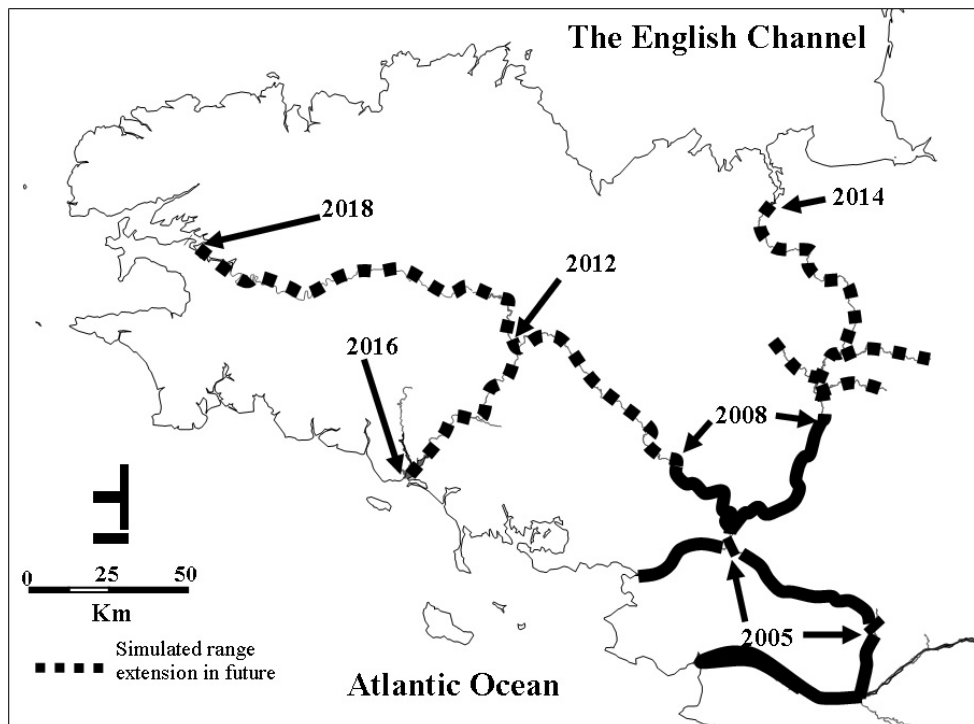 The English Channel
2018
2014
2012
2016
2008
0 25 50
Km
2005
Simulated range
extension in future
Atlantic Ocean